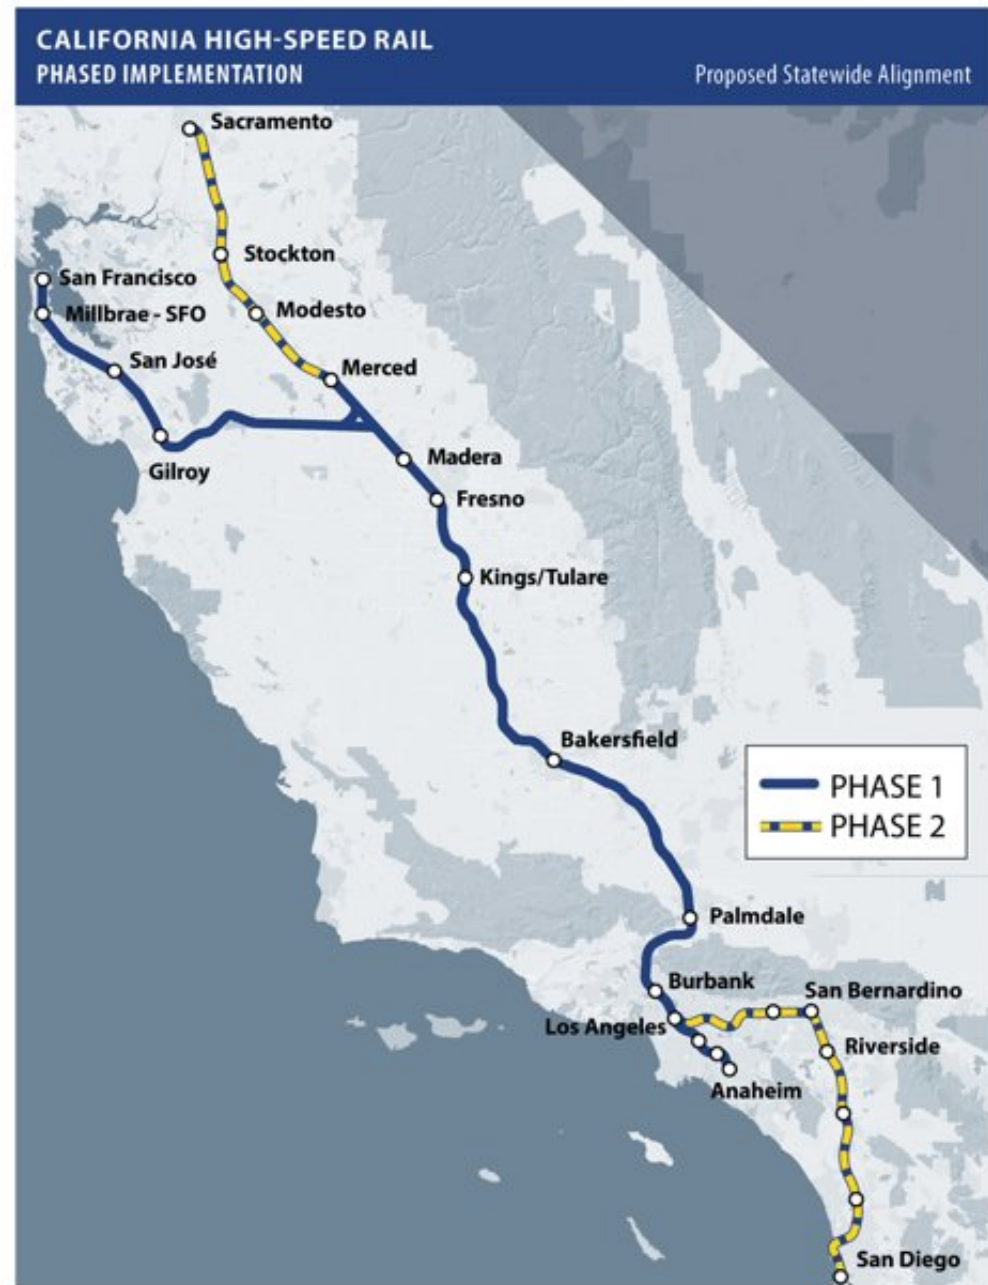 CALIFORNIA HIGH-SPEED RAIL
PHASED IMPLEMENTATION
Proposed Statewide Alignment
Sacramento
Stockton
San Francisco
Modesto
Millbrae - SFO
San José
Merced
Madera
Gilroy
Fresno
Kings/Tulare
Bakersfield
PHASE 1
PHASE 2
Palmdale
Burbank
San Bernardino
Los Angeles
Riverside
Anaheim
San Diego